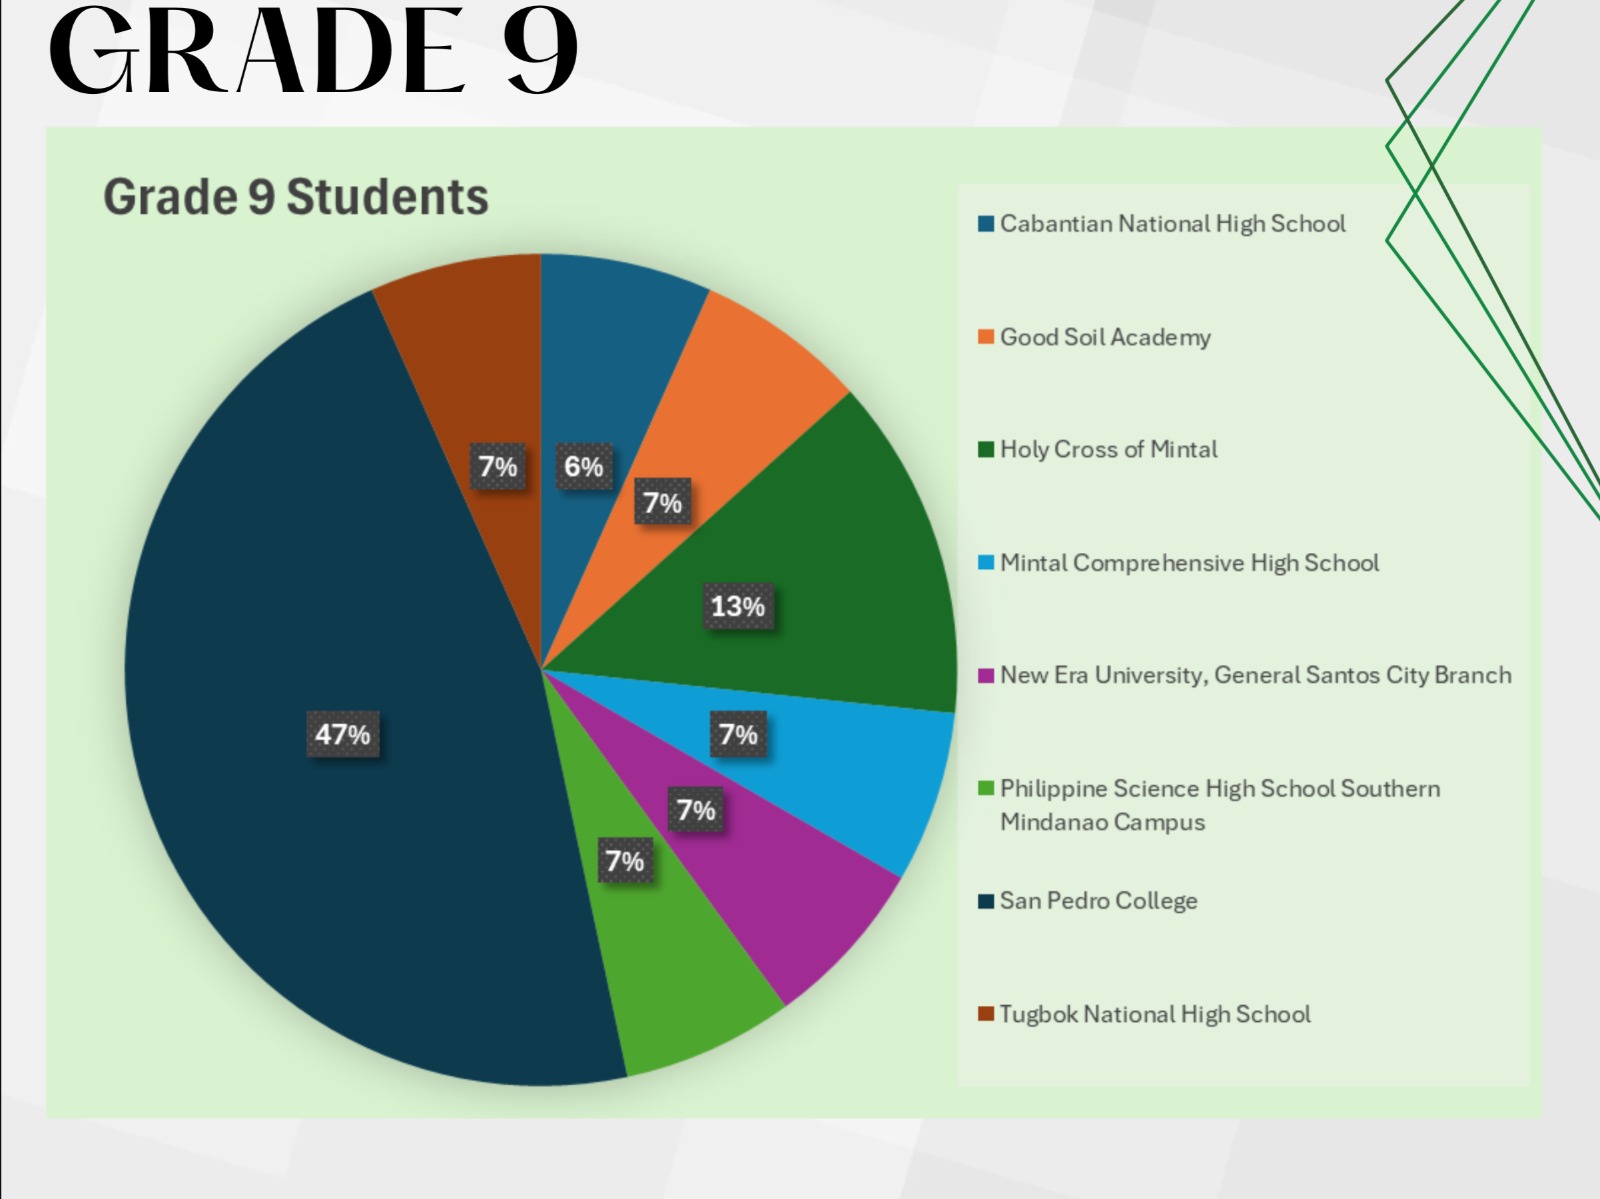 GRADE 9
Grade 9 Students
7%
6%
7%
13%
47%
7%
7%
7%
Cabantian National High School
Good Soil Academy
Holy Cross of Mintal
Mintal Comprehensive High School
New Era University, General Santos City Branch
Philippine Science High School Southern
Mindanao Campus
San Pedro College
Tugbok National High School